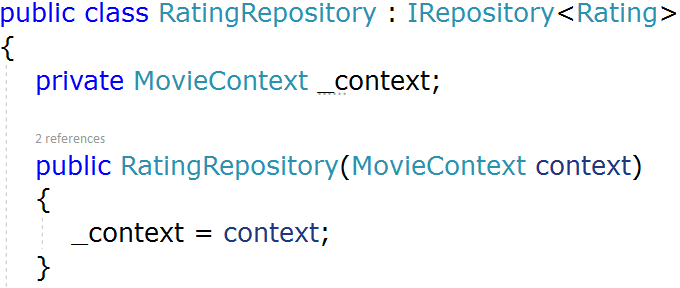 public class RatingRepository : IRepository<Rating>
{
private MovieContext _context;
2 references
public RatingRepository(MovieContext context)
{
_context = context;
}